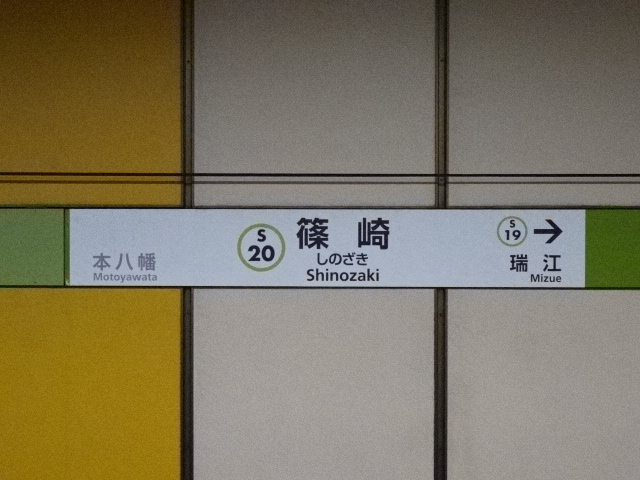 本八幡
Motoyawata
S
20
篠崎
しのざき
Shinozaki
S
19
→
瑞江
Mizue